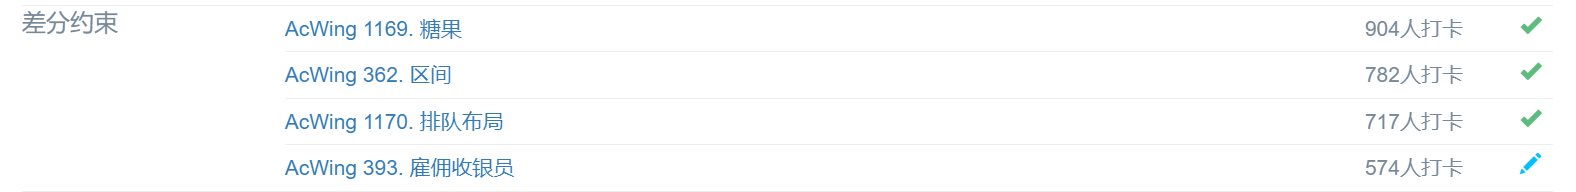 差分约束
AcWing 1169. 糖果 904人打卡
AcWing 362. 区间 782人打卡
AcWing 1170. 排队布局 717人打卡
AcWing 393. 雇佣收银员 574人打卡